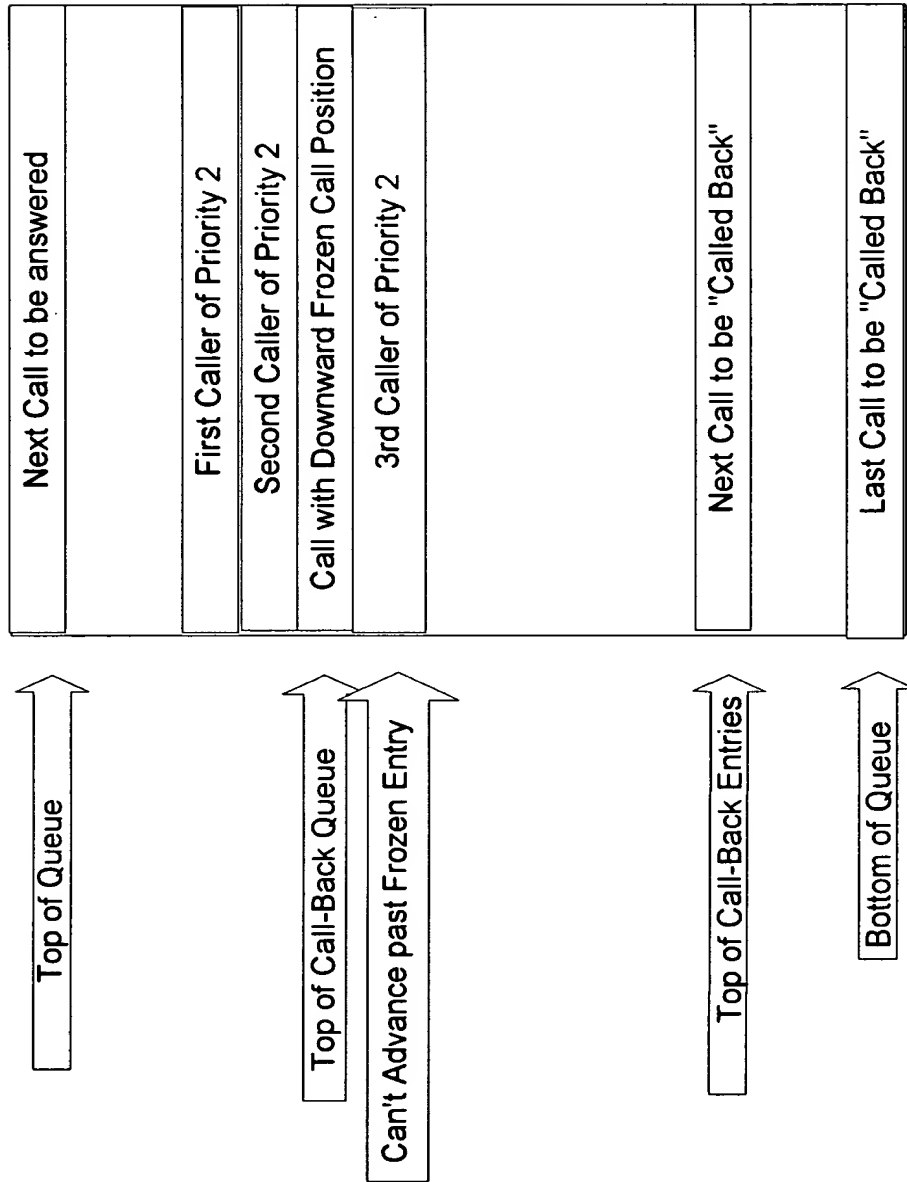 Next Call to be answered
First Caller of Priority 2
Second Caller of Priority 2
Call with Downward Frozen Call Position
3rd Caller of Priority 2
Next Call to be "Called Back"
Last Call to be "Called Back"
Top of Queue
Top of Call-Back Queue
Can't Advance past Frozen Entry
Top of Call-Back Entries
Bottom of Queue